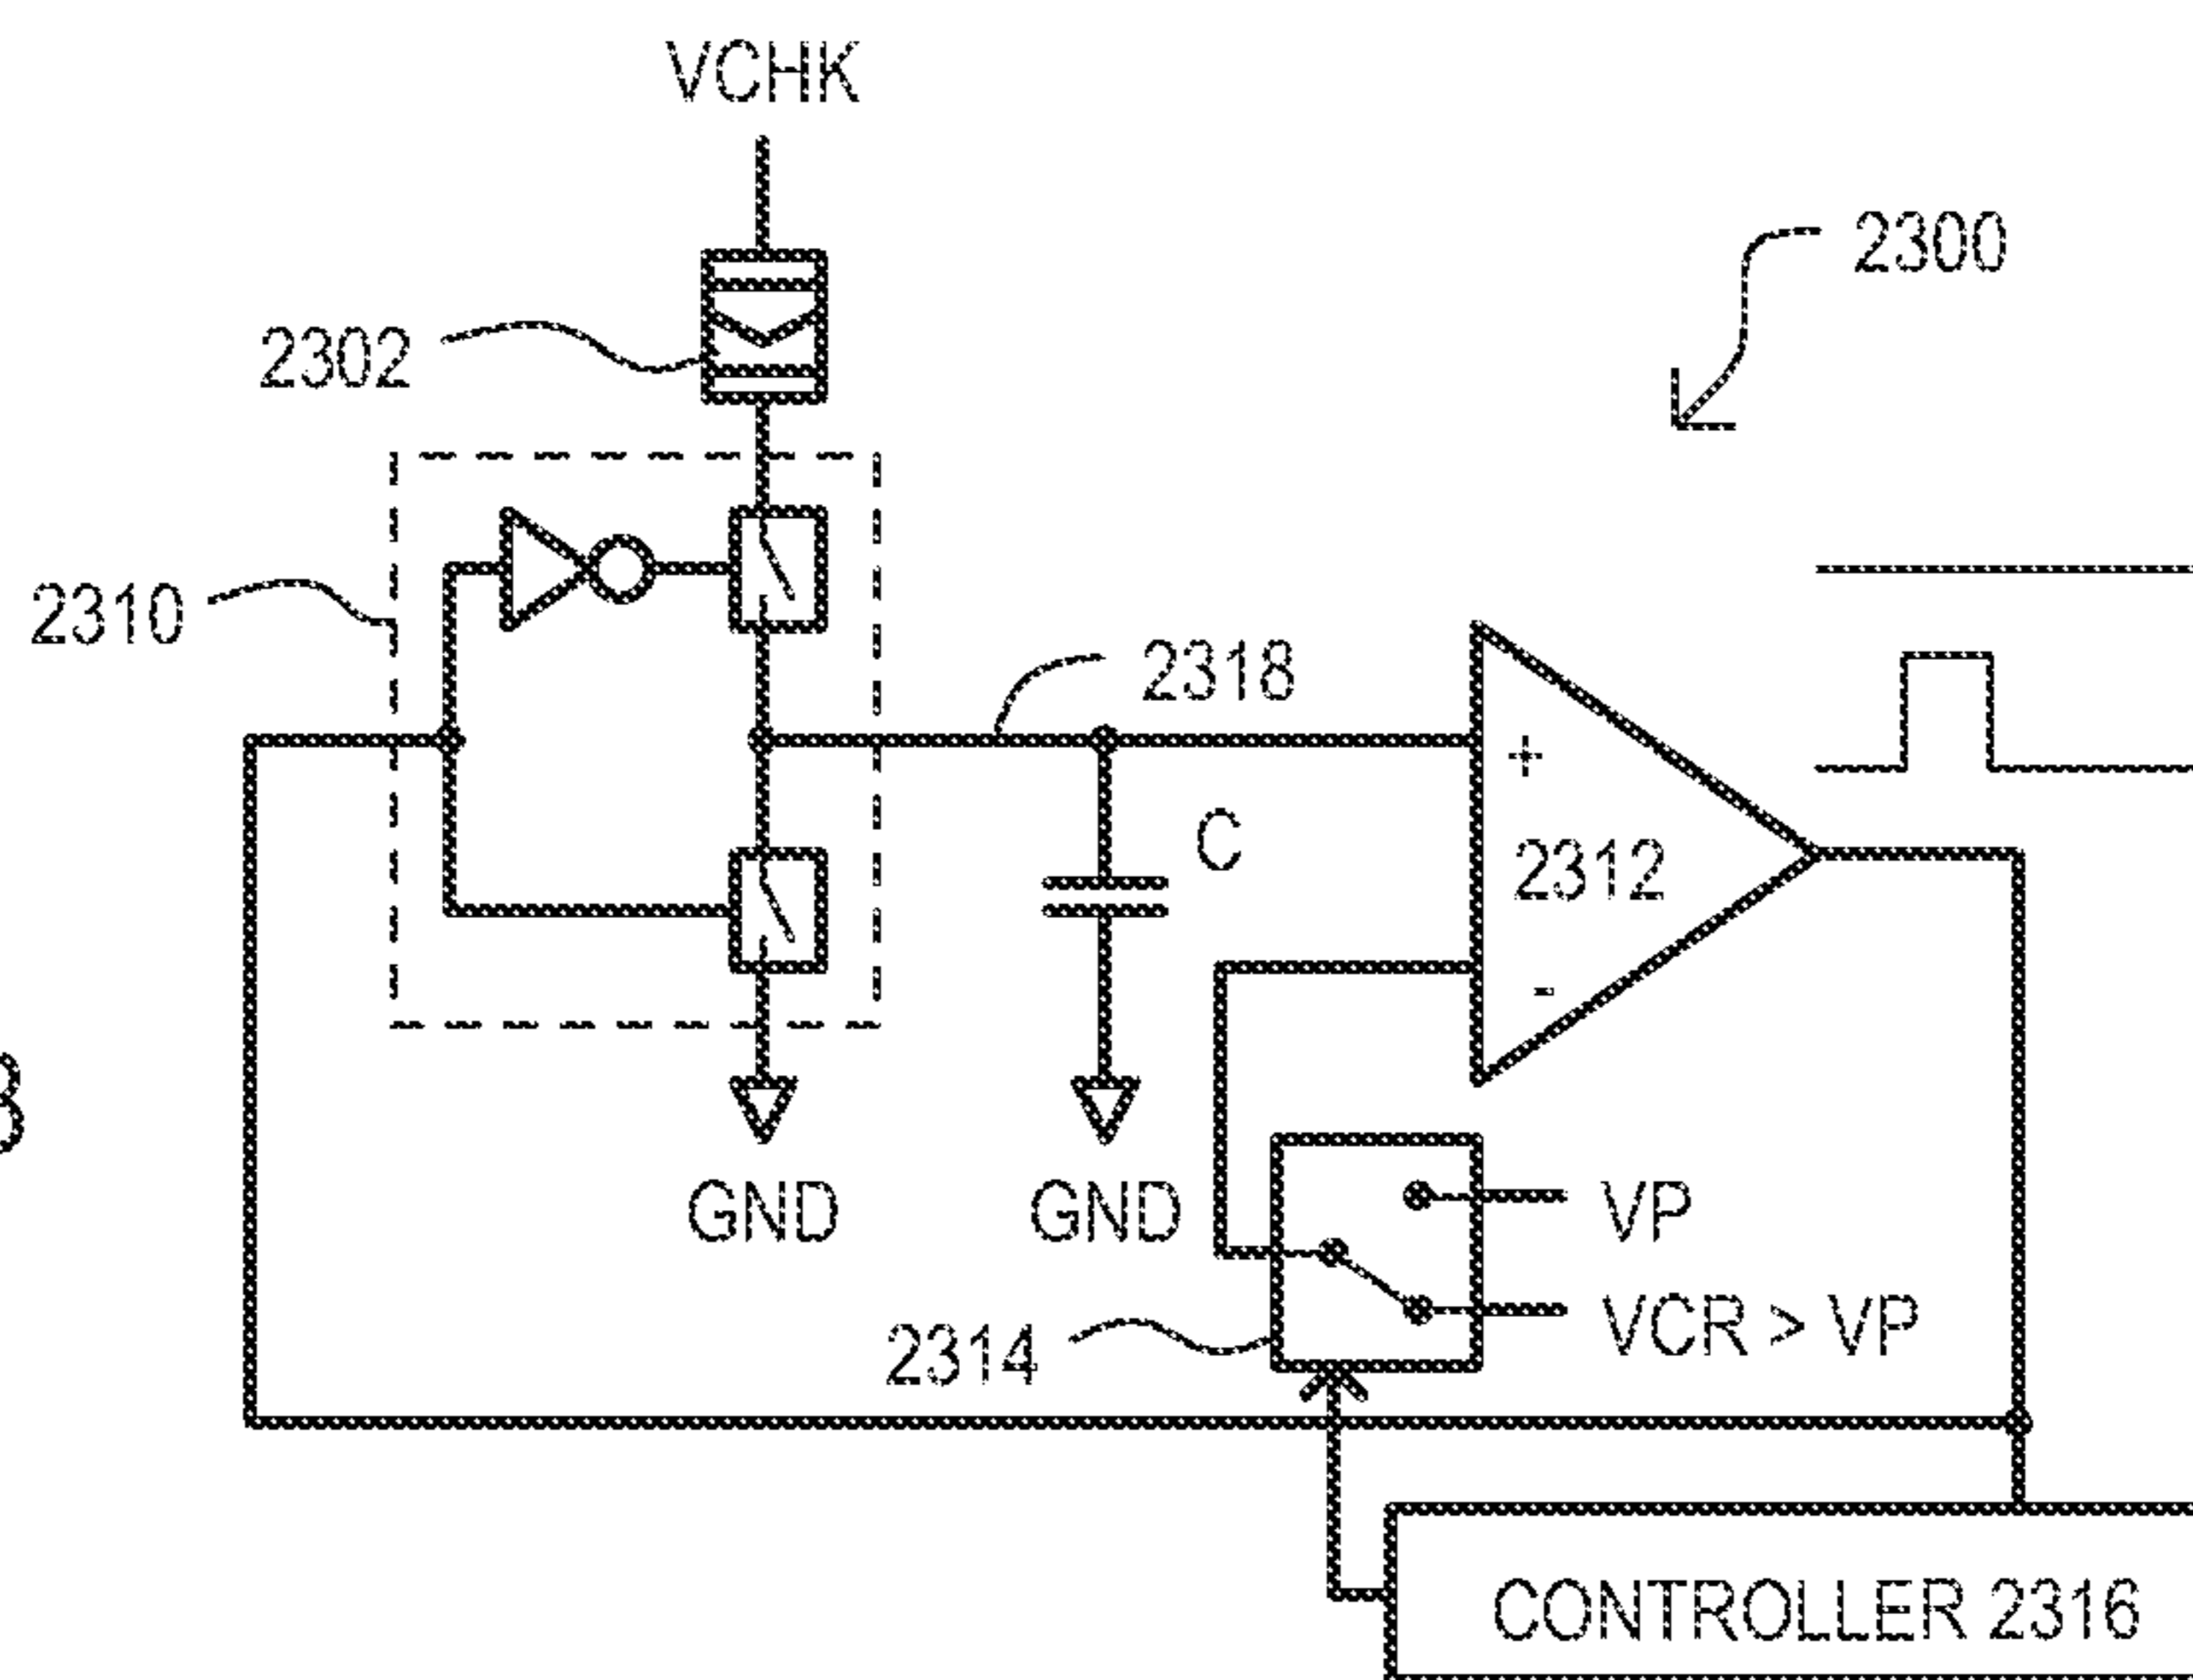 VCHK
2300
2302
2310
2318
+
C
2312
-
GND
GND
VP
VCR > VP
2314
CONTROLLER 2316